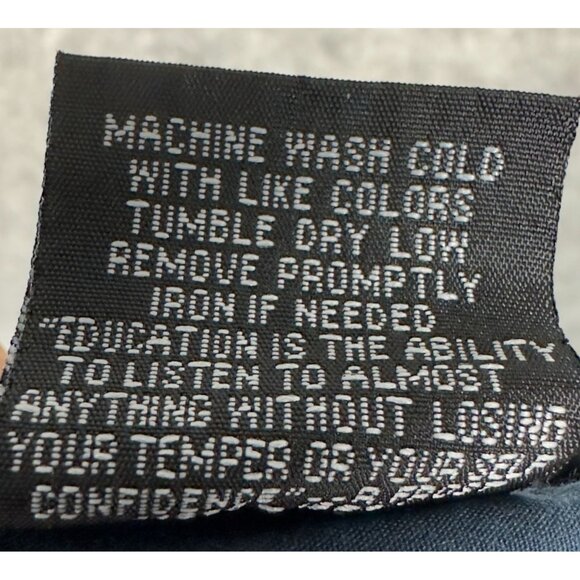 MACHINE WASH COLD
WITH LIKE COLORS
TUMBLE DRY LOW
REMOVE PROMPTLY
IRON IF NEEDED
"EDUCATION IS THE ABILITY
TO LISTEN TO ALMOST
ANYTHING WITHOUT LOSING
YOUR TEMPER OR YOUR SELF
CONFIDENCE"